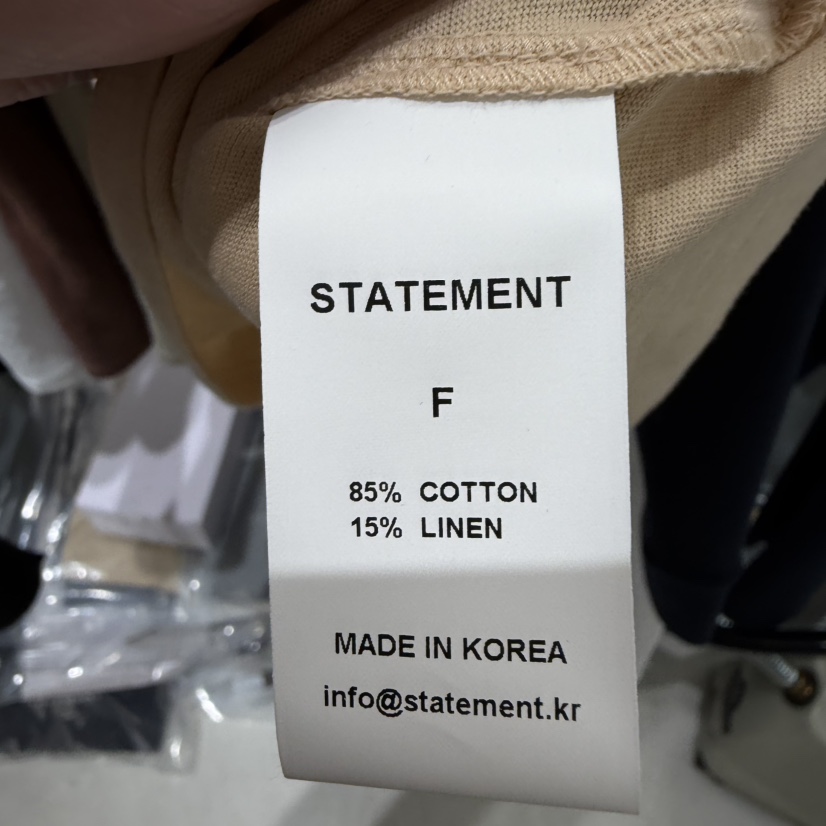 STATEMENT
F
85% COTTON
15% LINEN
MADE IN KOREA
info@statement.kr